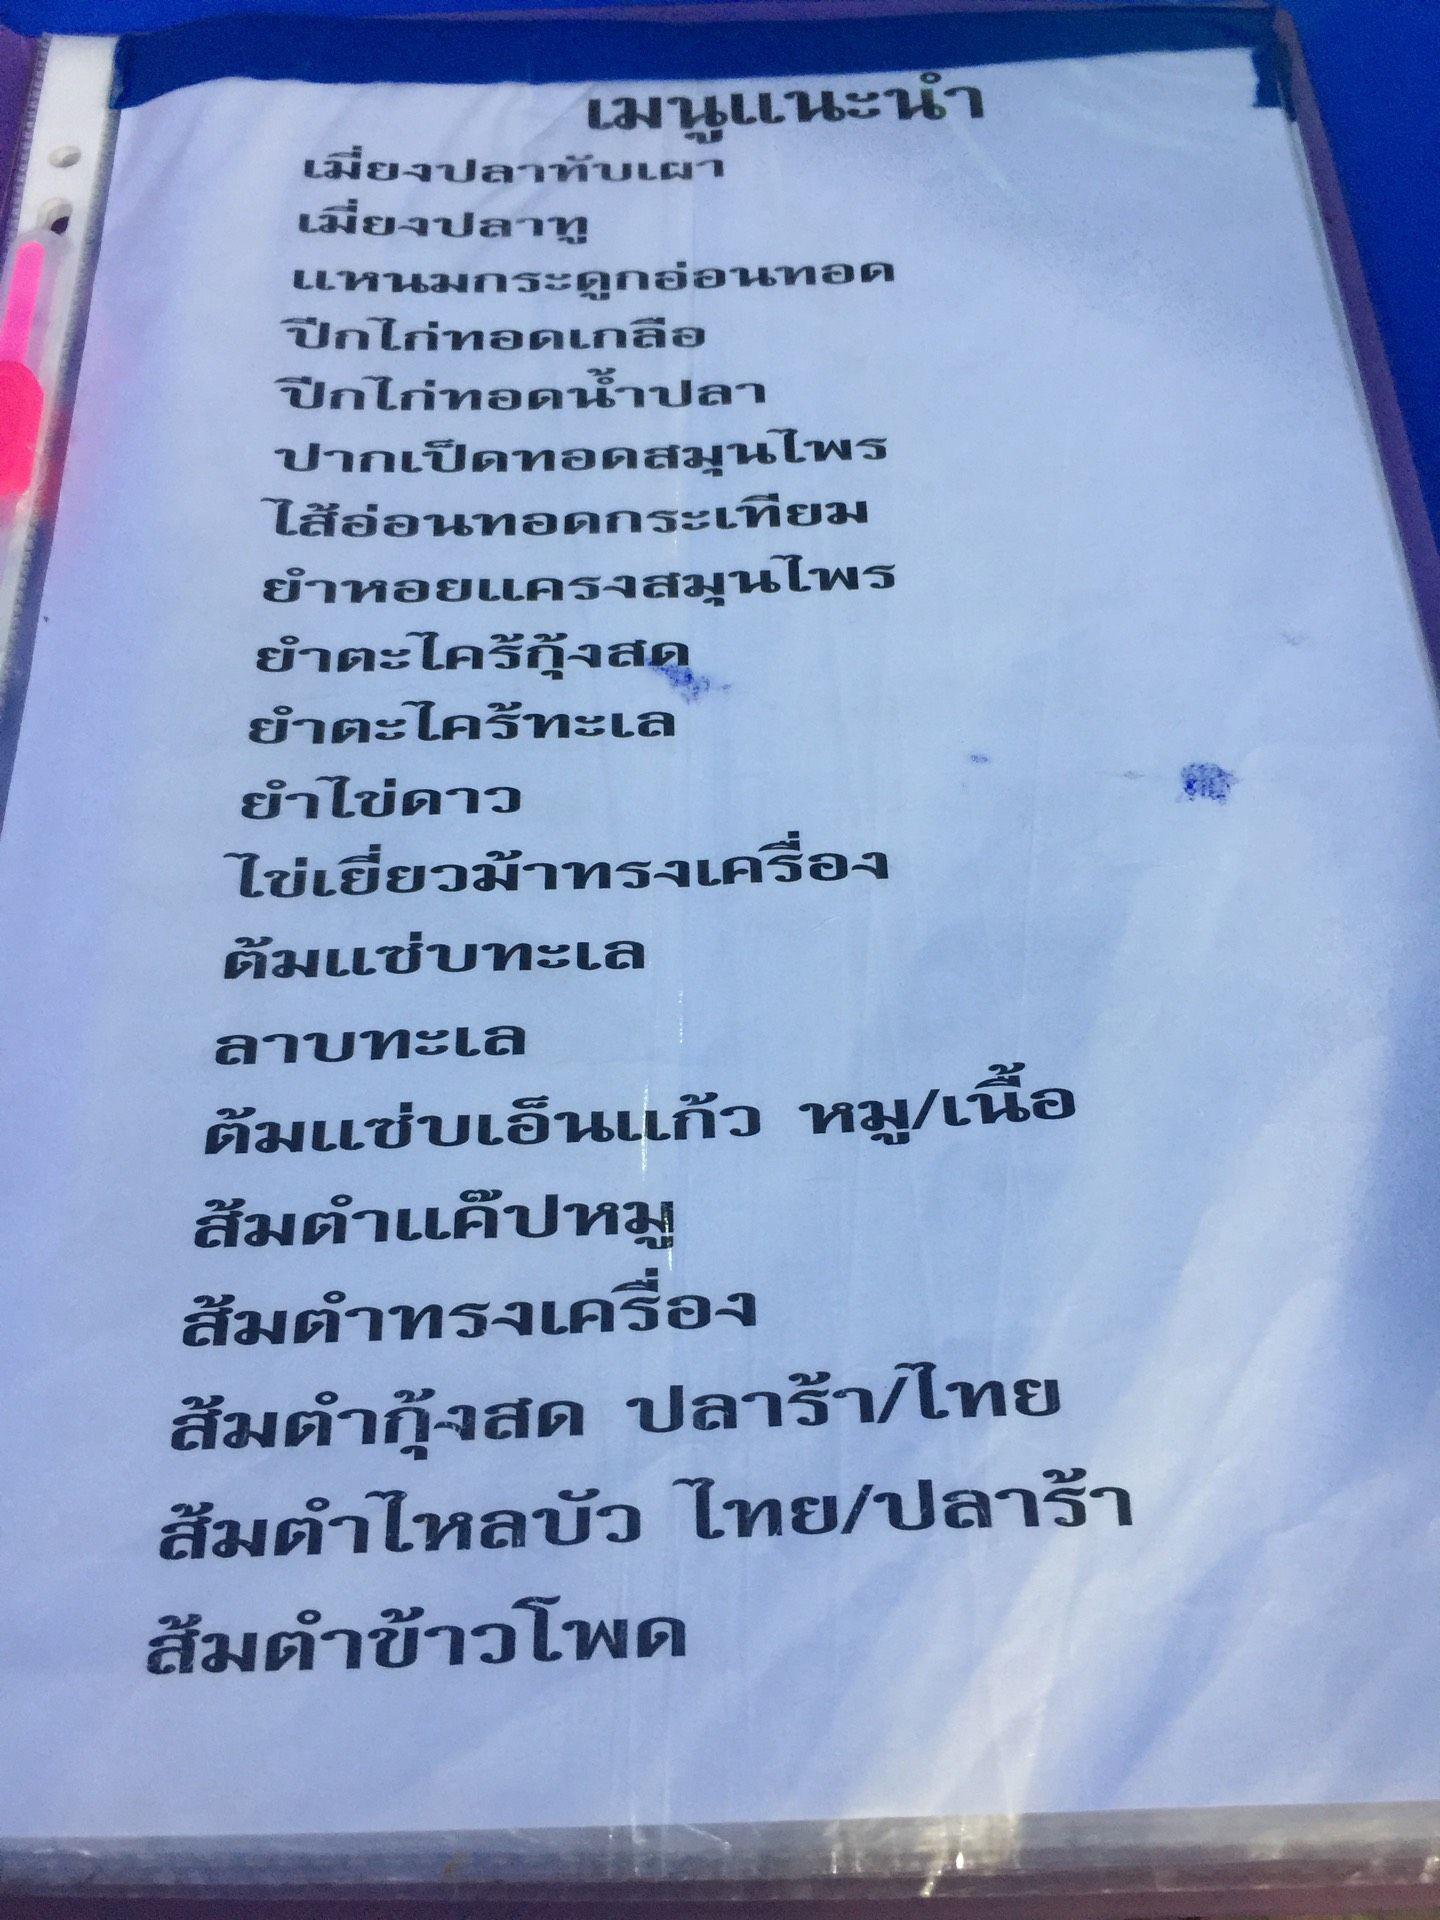 เมนูแนะนำ
เมี่ยงปลาทับเผา
เมี่ยงปลาทู
แหนมกระดูกอ่อนทอด
ปีกไก่ทอดเกลือ
ปีกไก่ทอดน้ำปลา
ปากเป็ดทอดสมุนไพร
ไส้อ่อนทอดกระเทียม
ยำหอยแครงสมุนไพร
ยำตะไคร้กุ้งสด
ยำตะไคร้ทะเล
ยำไข่ดาว
ไข่เยี่ยวม้าทรงเครื่อง
ต้มแซ่บทะเล
ลาบทะเล
ต้มแซ่บเอ็นแก้ว หมู/เนื้อ
ส้มตำแค๊ปหมู
ส้มตำทรงเครื่อง
ส้มตำกุ้งสด ปลาร้า/ไทย
ส้มตำไหลบัว ไทย/ปลาร้า
ส้มตำข้าวโพด